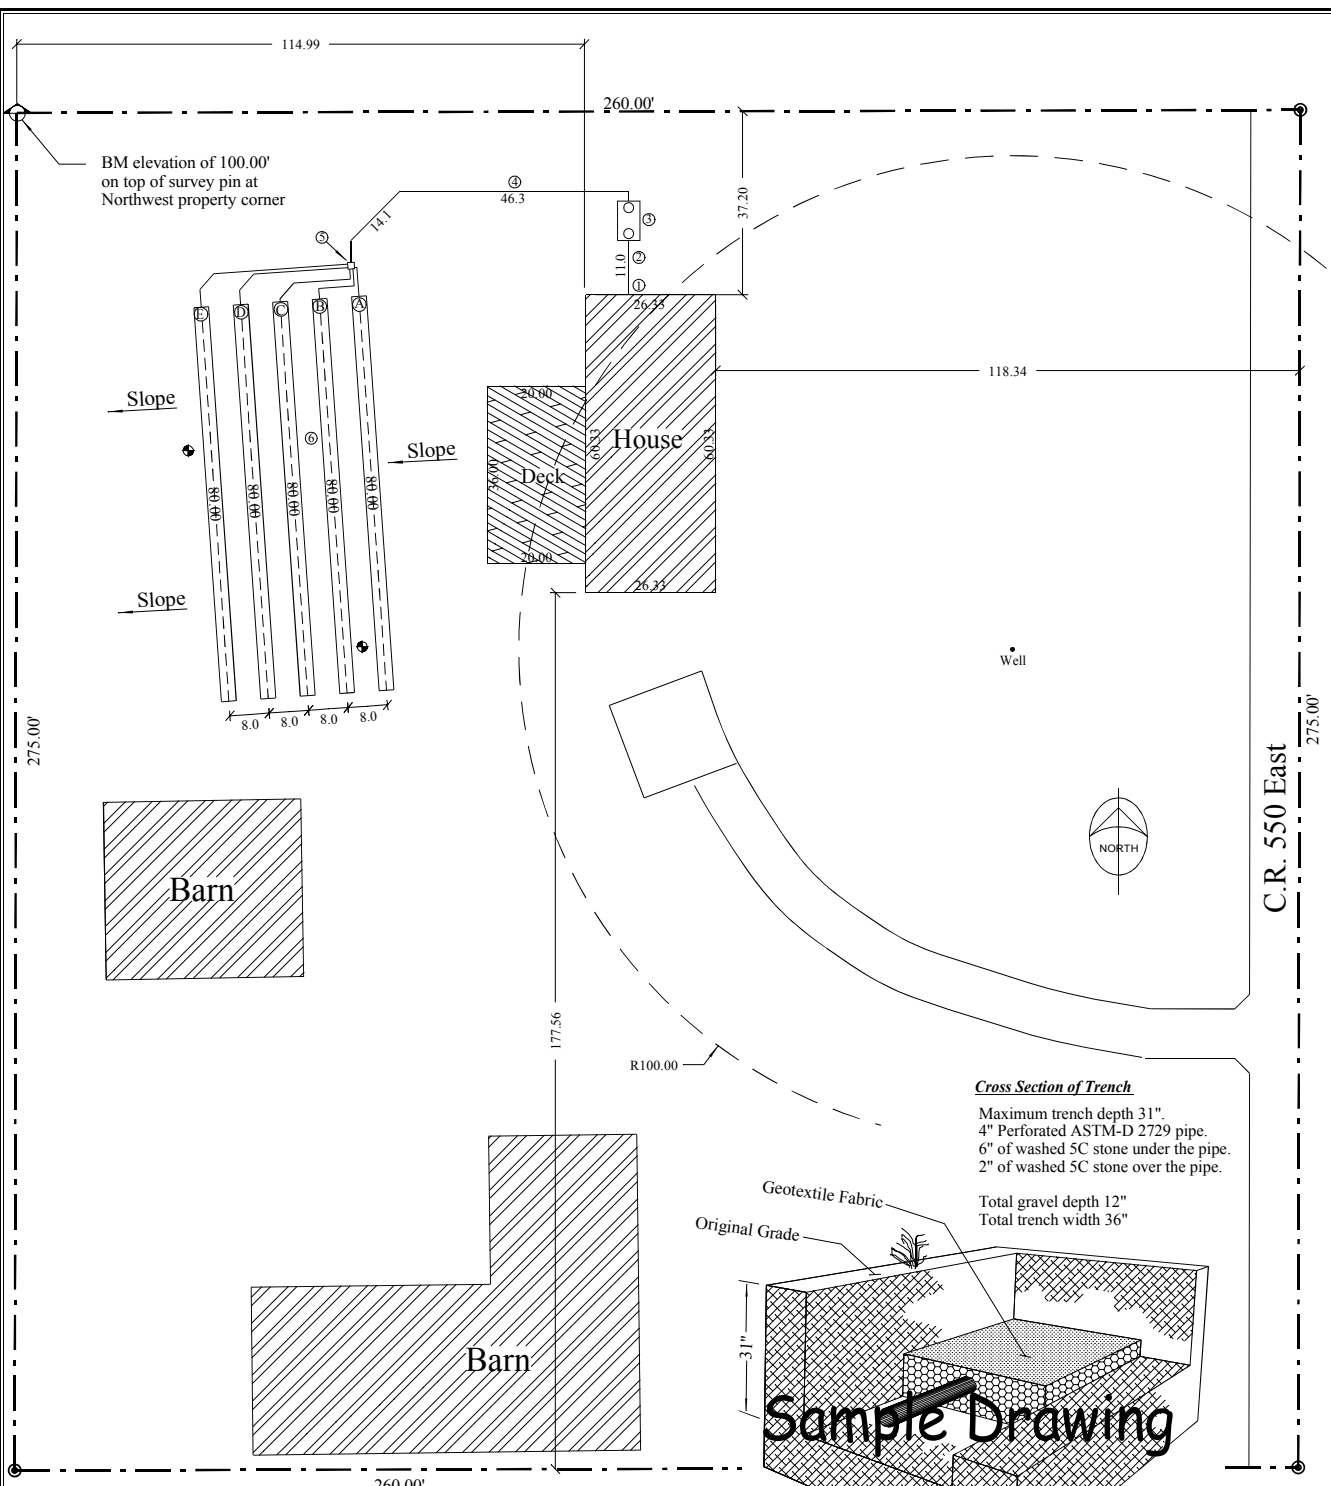 114.99
260.00'
BM elevation of 100.00'
on top of survey pin at
Northwest property corner
4
46.3
14.1
3
37.20
5
11.0
2
1
26.33
E
D
C
B
A
118.34
Slope
20.00
6
Slope
House
60.33
60.33
36.00
Deck
80.00
80.00
80.00
80.00
80.00
20.00
Slope
26.33
Well
8.0
8.0
8.0
8.0
275.00'
275.00'
C.R. 550 East
NORTH
Barn
177.56
R100.00
Cross Section of Trench
Maximum trench depth 31".
4" Perforated ASTM-D 2729 pipe.
6" of washed 5C stone under the pipe.
2" of washed 5C stone over the pipe.
Total gravel depth 12"
Total trench width 36"
Geotextile Fabric
Original Grade
31"
Barn
Sample Drawing
260.00'